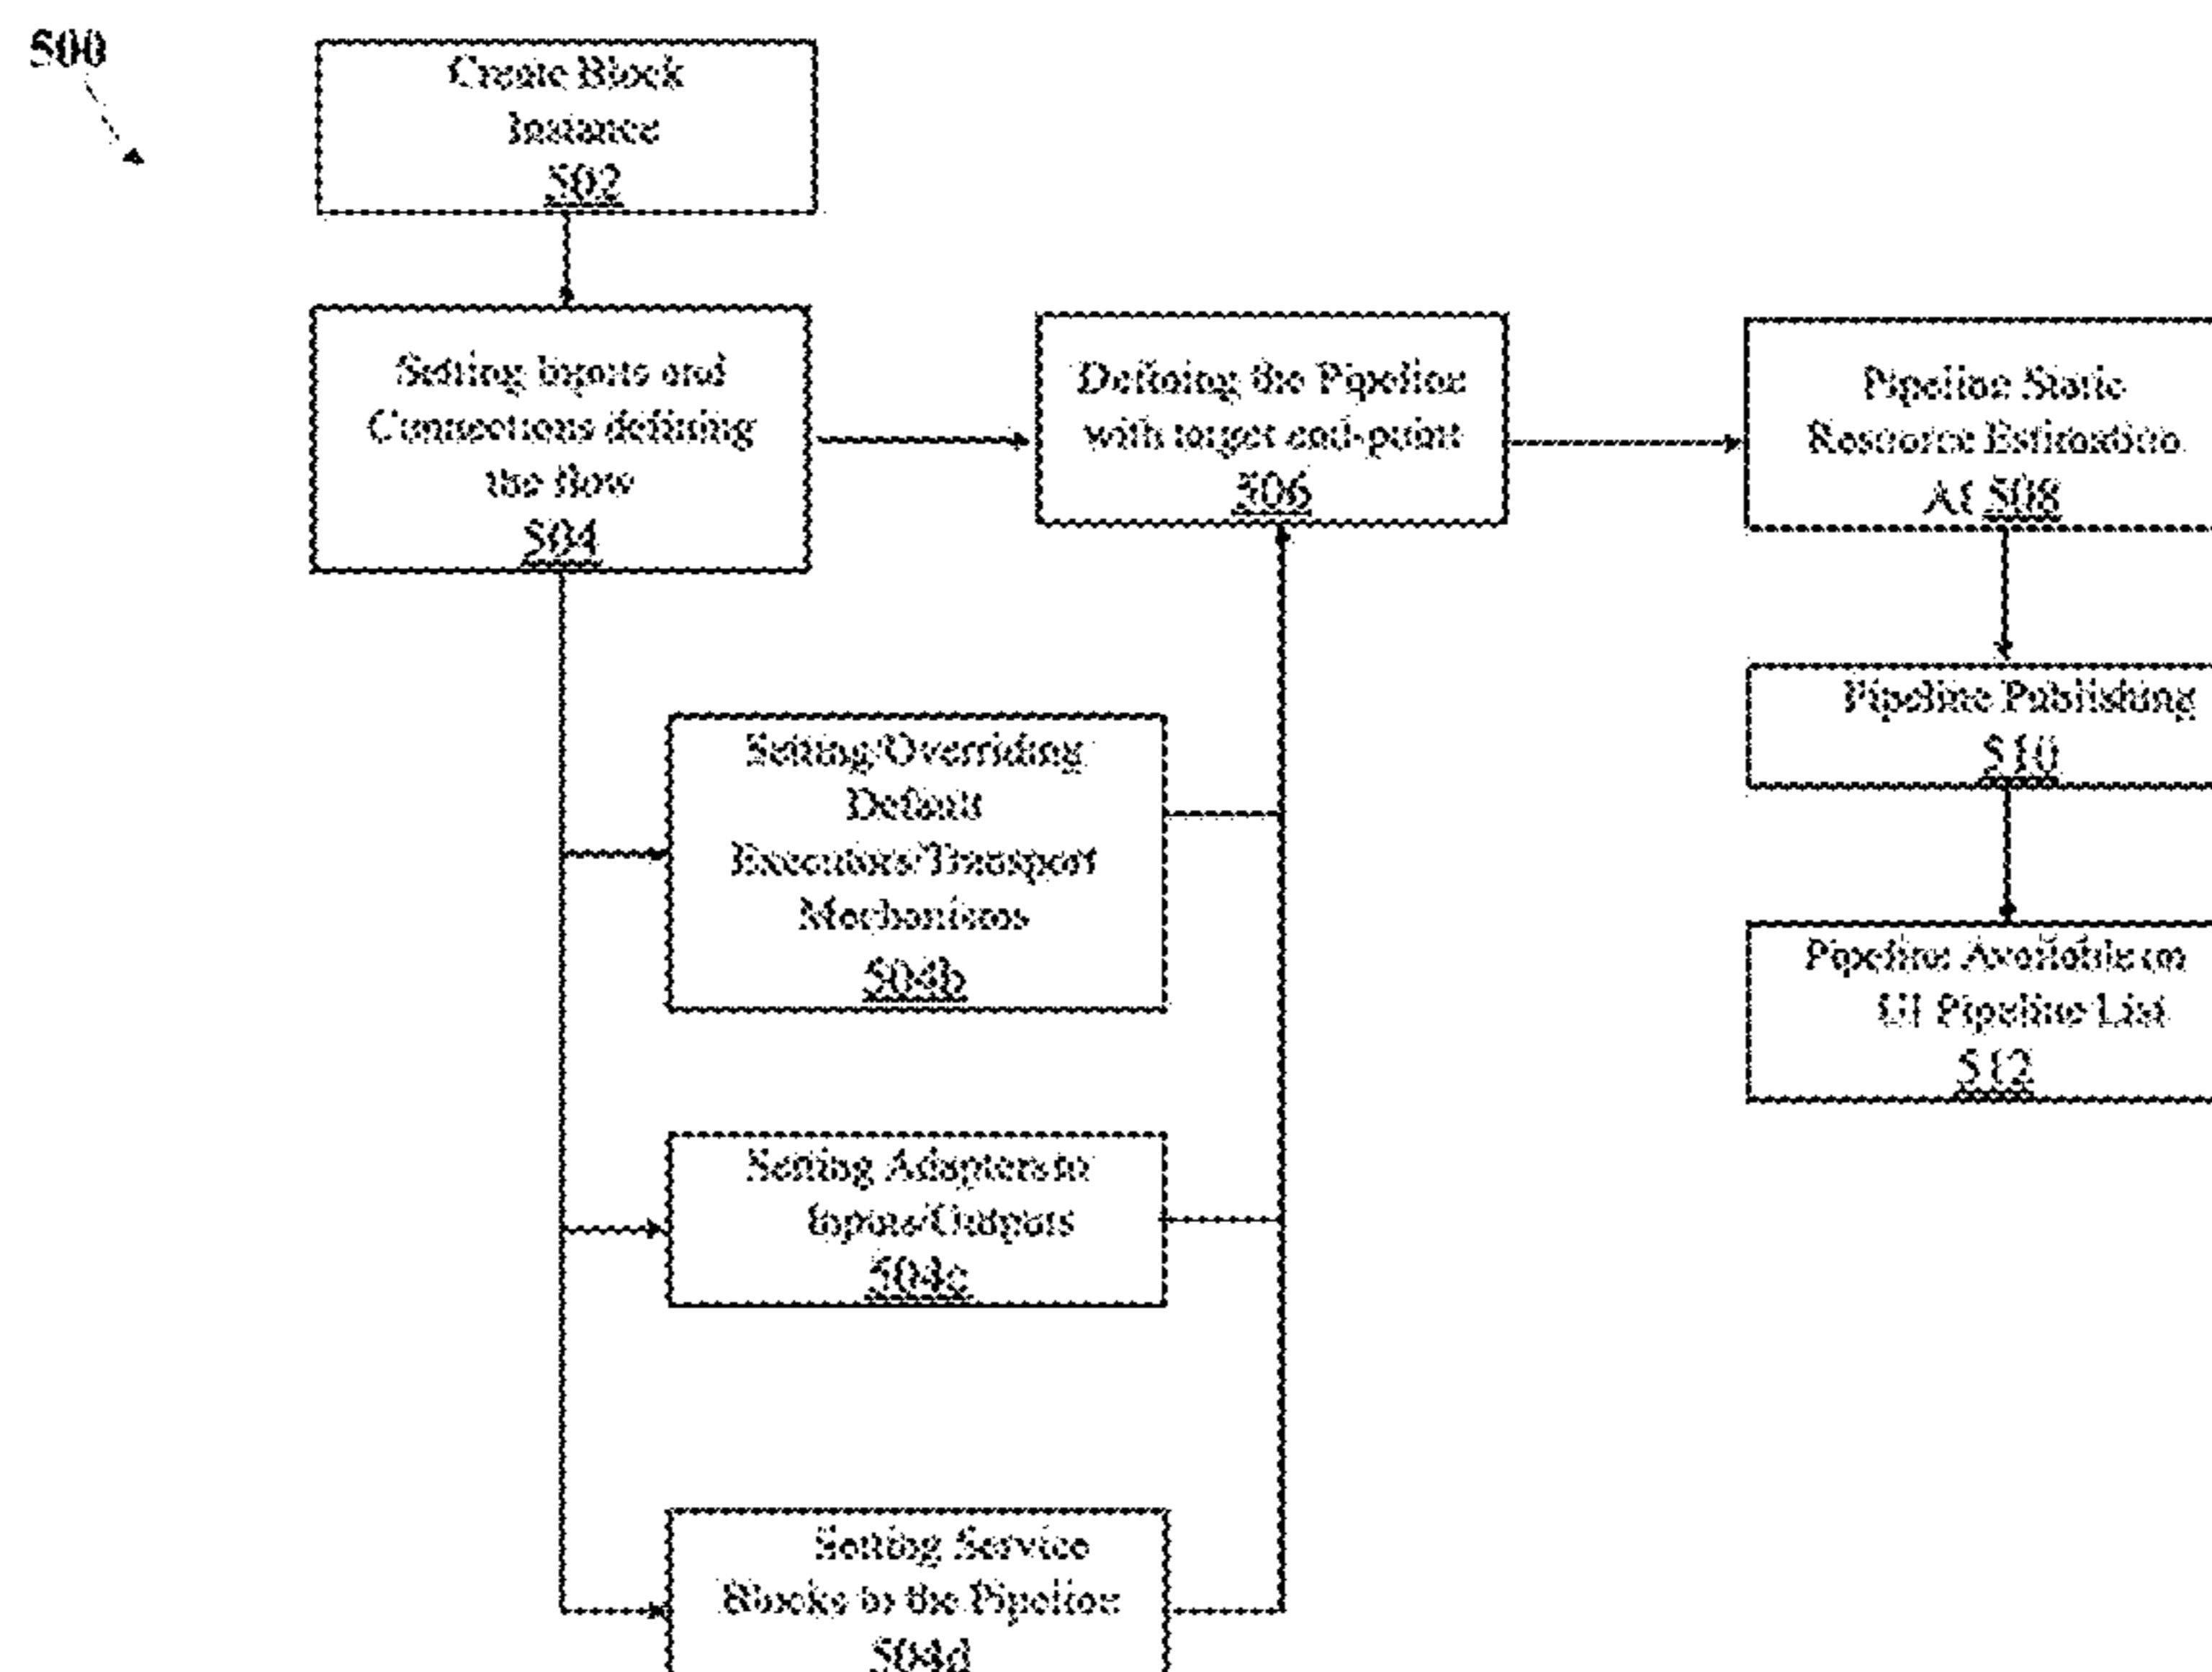 500
Create Block
Instance
502
Setting Inputs and
Connections defining
the flow
504
Defining the Pipeline
with target end-point
506
Pipeline Static
Resource Estimation
At 508
Pipeline Publishing
510
Pipeline Available on
UI Pipeline List
512
Setting/Overriding
Default
Executors/Transport
Mechanisms
504b
Setting Adapters to
Inputs/Outputs
504c
Setting Service
Blocks to the Pipeline
504d